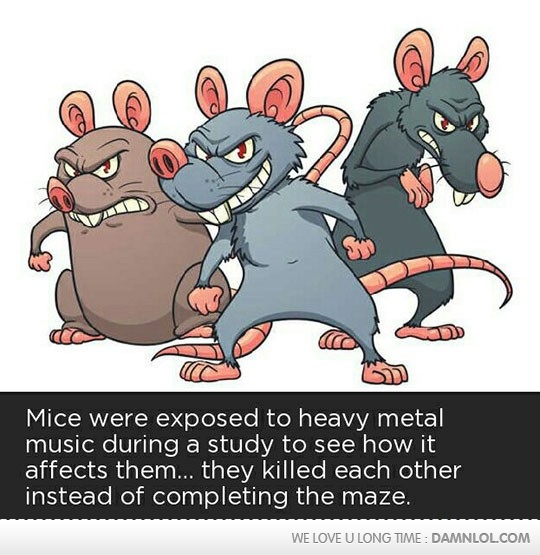 Mice were exposed to heavy metal
music during a study to see how it
affects them... they killed each other
instead of completing the maze.
WE LOVE U LONG TIME : DAMNLOL.COM